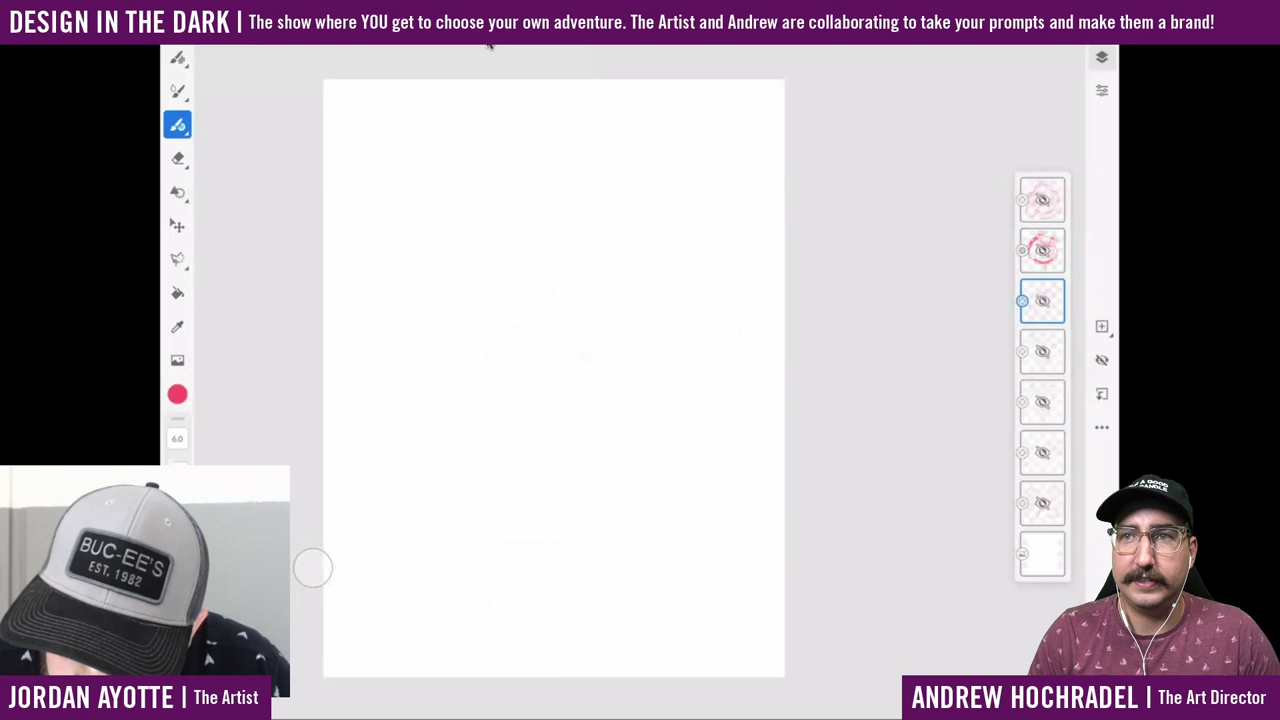 DESIGN IN THE DARK | The show where YOU get to choose your own adventure. The Artist and Andrew are collaborating to take your prompts and make them a brand!
6.0
BUC-EE'S
EST. 1982
A GOOD
CANDLE
JORDAN AYOTTE | The Artist
ANDREW HOCHRADEL | The Art Director